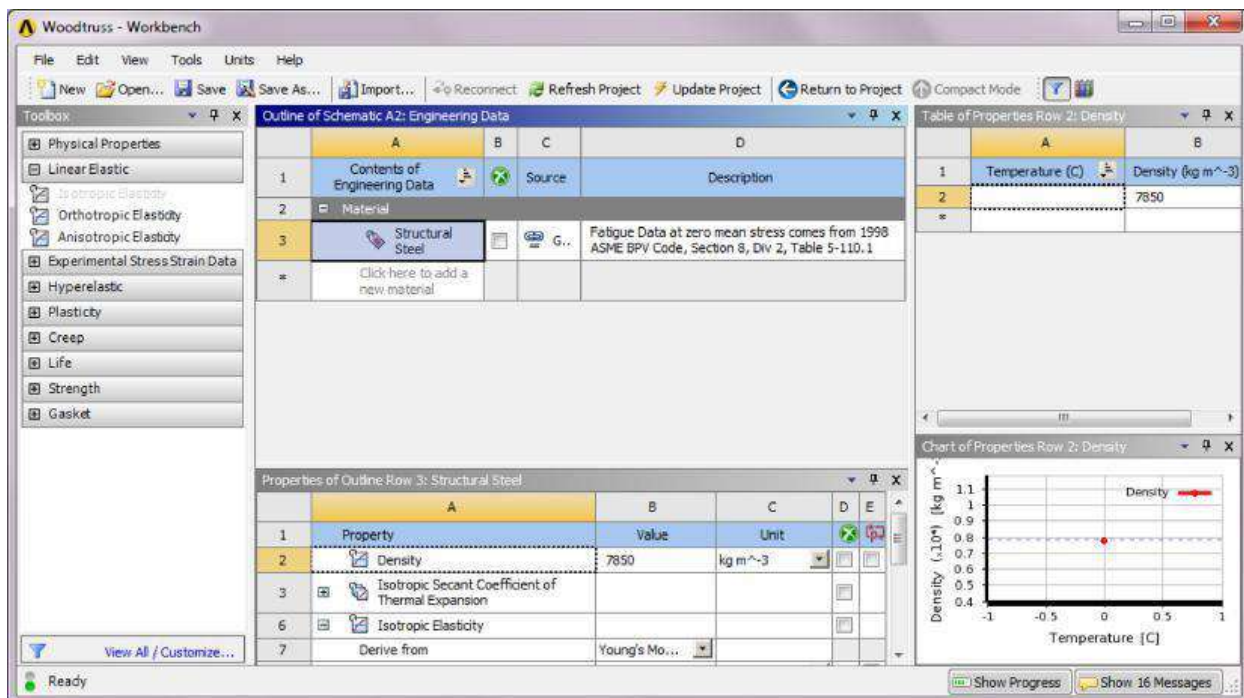 Woodtruss - Workbench
File Edit View Tools Units Help
New Open... Save Save As... Import... Reconnect Refresh Project Update Project Return to Project Compact Mode
Toolbox
Physical Properties
Linear Elastic
Isotropic Elasticity
Orthotropic Elasticity
Anisotropic Elasticity
Experimental Stress Strain Data
Hyperelastic
Plasticity
Creep
Life
Strength
Gasket
View All / Customize...
Outline of Schematic A2: Engineering Data
A B C D
1 Contents of Engineering Data Source Description
2 Material
3 Structural Steel G.. Fatigue Data at zero mean stress comes from 1998
ASME BPV Code, Section 8, Div 2, Table 5-110.1
* Click here to add a
new material
Properties of Outline Row 3: Structural Steel
A B C D E
1 Property Value Unit
2 Density 7850 kg m^-3
3 Isotropic Secant Coefficient of
Thermal Expansion
6 Isotropic Elasticity
7 Derive from Young's Mo...
Table of Properties Row 2: Density
A B
1 Temperature (C) Density (kg m^-3)
2 7850
*
Chart of Properties Row 2: Density
Density (.10⁴) [kg m^-
1.1
1
0.9
0.8
0.7
0.6
0.5
0.4
Density
-1 -0.5 0 0.5 1
Temperature [C]
Ready
Show Progress Show 16 Messages